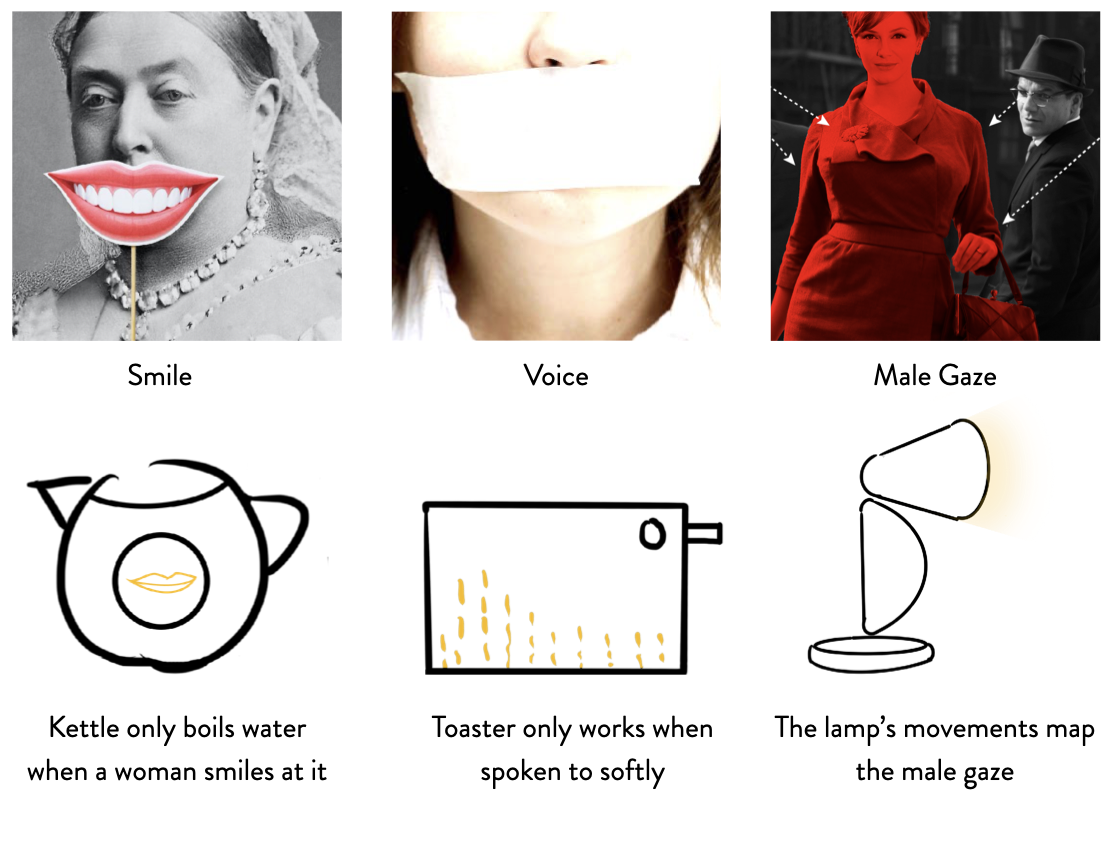 Smile
Voice
Male Gaze
Kettle only boils water
when a woman smiles at it
Toaster only works when
spoken to softly
The lamp’s movements map
the male gaze